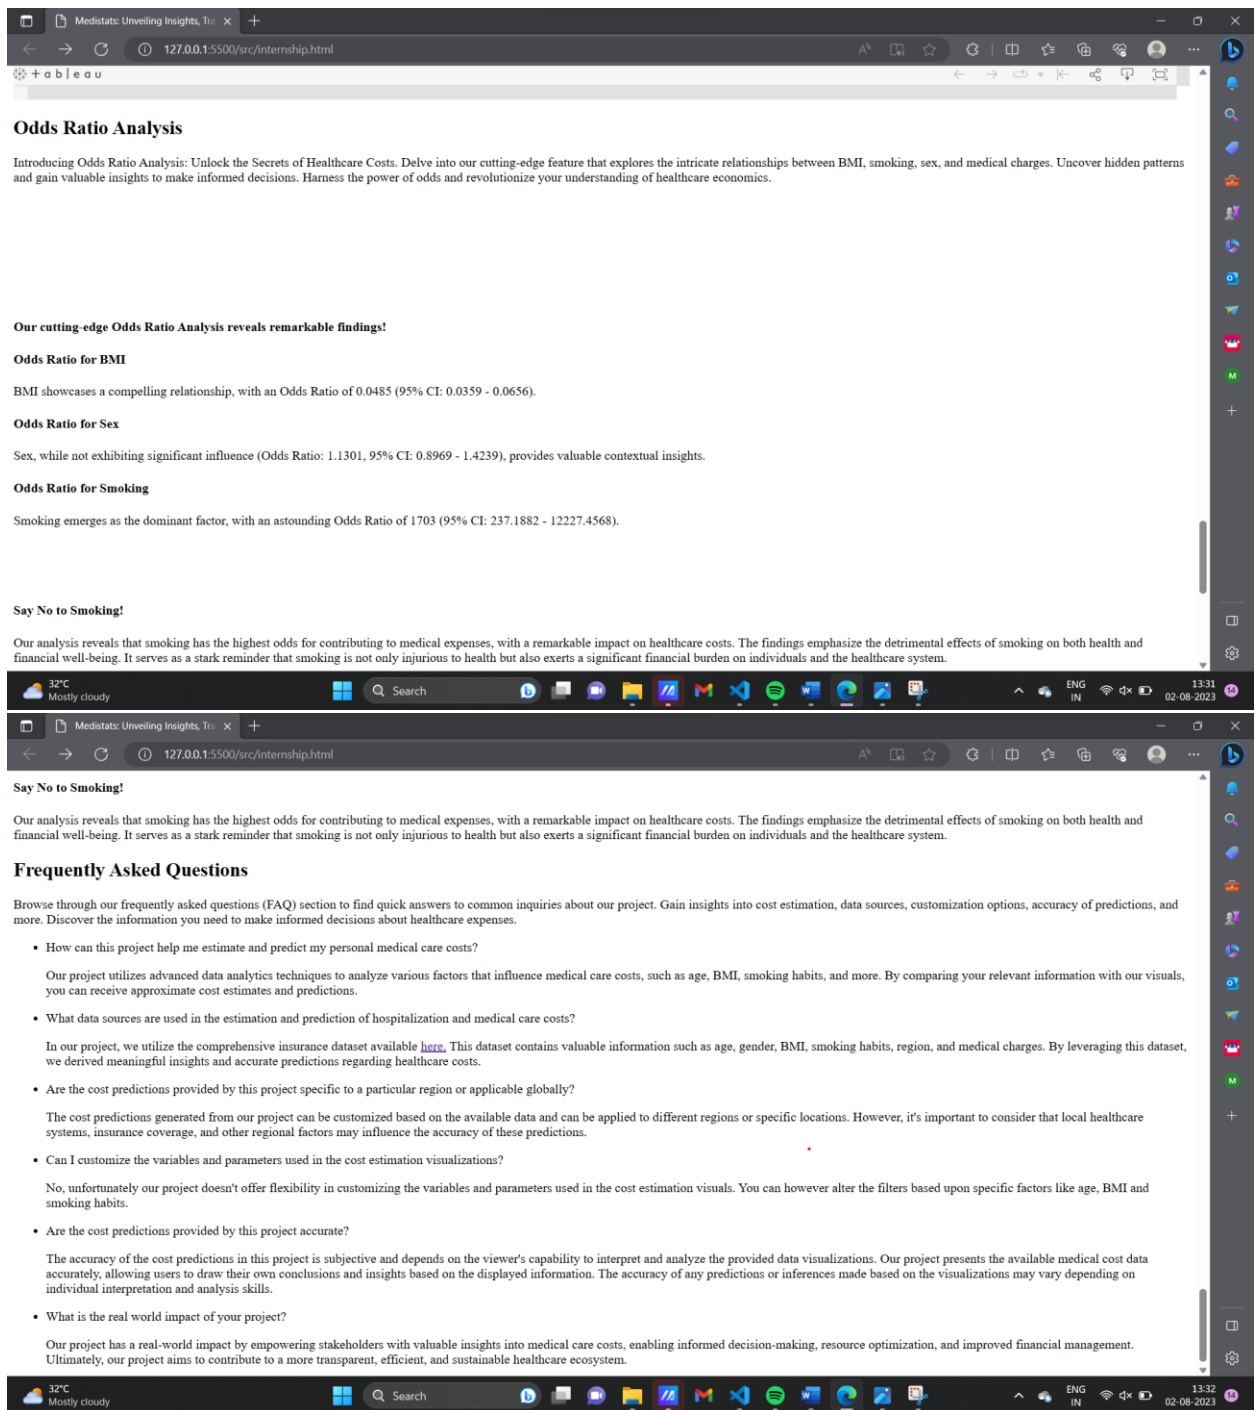 Medistats: Unveiling Insights, Tra
127.0.0.1:5500/src/internship.html
+ a b | e a u
Odds Ratio Analysis
Introducing Odds Ratio Analysis: Unlock the Secrets of Healthcare Costs. Delve into our cutting-edge feature that explores the intricate relationships between BMI, smoking, sex, and medical charges. Uncover hidden patterns
and gain valuable insights to make informed decisions. Harness the power of odds and revolutionize your understanding of healthcare economics.
Our cutting-edge Odds Ratio Analysis reveals remarkable findings!
Odds Ratio for BMI
BMI showcases a compelling relationship, with an Odds Ratio of 0.0485 (95% CI: 0.0359 - 0.0656).
Odds Ratio for Sex
Sex, while not exhibiting significant influence (Odds Ratio: 1.1301, 95% CI: 0.8969 - 1.4239), provides valuable contextual insights.
Odds Ratio for Smoking
Smoking emerges as the dominant factor, with an astounding Odds Ratio of 1703 (95% CI: 237.1882 - 12227.4568).
Say No to Smoking!
Our analysis reveals that smoking has the highest odds for contributing to medical expenses, with a remarkable impact on healthcare costs. The findings emphasize the detrimental effects of smoking on both health and
financial well-being. It serves as a stark reminder that smoking is not only injurious to health but also exerts a significant financial burden on individuals and the healthcare system.
M
32°C
Mostly cloudy
Search
ENG
IN
13:31
02-08-2023
14
Medistats: Unveiling Insights, Tra
127.0.0.1:5500/src/internship.html
Say No to Smoking!
Our analysis reveals that smoking has the highest odds for contributing to medical expenses, with a remarkable impact on healthcare costs. The findings emphasize the detrimental effects of smoking on both health and
financial well-being. It serves as a stark reminder that smoking is not only injurious to health but also exerts a significant financial burden on individuals and the healthcare system.
Frequently Asked Questions
Browse through our frequently asked questions (FAQ) section to find quick answers to common inquiries about our project. Gain insights into cost estimation, data sources, customization options, accuracy of predictions, and
more. Discover the information you need to make informed decisions about healthcare expenses.
• How can this project help me estimate and predict my personal medical care costs?
Our project utilizes advanced data analytics techniques to analyze various factors that influence medical care costs, such as age, BMI, smoking habits, and more. By comparing your relevant information with our visuals,
you can receive approximate cost estimates and predictions.
• What data sources are used in the estimation and prediction of hospitalization and medical care costs?
In our project, we utilize the comprehensive insurance dataset available here. This dataset contains valuable information such as age, gender, BMI, smoking habits, region, and medical charges. By leveraging this dataset,
we derived meaningful insights and accurate predictions regarding healthcare costs.
• Are the cost predictions provided by this project specific to a particular region or applicable globally?
The cost predictions generated from our project can be customized based on the available data and can be applied to different regions or specific locations. However, it's important to consider that local healthcare
systems, insurance coverage, and other regional factors may influence the accuracy of these predictions.
• Can I customize the variables and parameters used in the cost estimation visualizations?
No, unfortunately our project doesn't offer flexibility in customizing the variables and parameters used in the cost estimation visuals. You can however alter the filters based upon specific factors like age, BMI and
smoking habits.
• Are the cost predictions provided by this project accurate?
The accuracy of the cost predictions in this project is subjective and depends on the viewer's capability to interpret and analyze the provided data visualizations. Our project presents the available medical cost data
accurately, allowing users to draw their own conclusions and insights based on the displayed information. The accuracy of any predictions or inferences made based on the visualizations may vary depending on
individual interpretation and analysis skills.
• What is the real world impact of your project?
Our project has a real-world impact by empowering stakeholders with valuable insights into medical care costs, enabling informed decision-making, resource optimization, and improved financial management.
Ultimately, our project aims to contribute to a more transparent, efficient, and sustainable healthcare ecosystem.
M
32°C
Mostly cloudy
Search
ENG
IN
13:32
02-08-2023
14